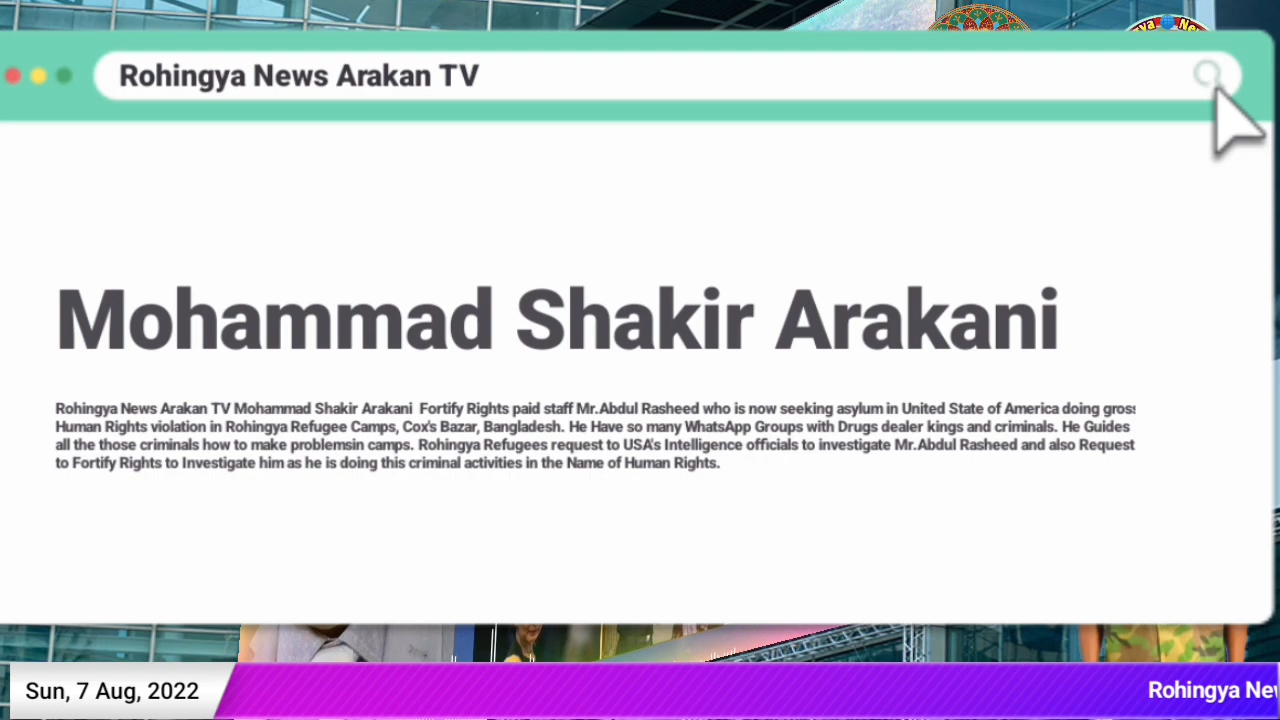 Rohingya News Arakan TV
Mohammad Shakir Arakani
Rohingya News Arakan TV Mohammad Shakir Arakani Fortify Rights paid staff Mr.Abdul Rasheed who is now seeking asylum in United State of America doing gros
Human Rights violation in Rohingya Refugee Camps, Cox's Bazar, Bangladesh. He Have so many WhatsApp Groups with Drugs dealer kings and criminals. He Guides
all the those criminals how to make problemsin camps. Rohingya Refugees request to USA's Intelligence officials to investigate Mr.Abdul Rasheed and also Request
to Fortify Rights to Investigate him as he is doing this criminal activities in the Name of Human Rights.
Sun, 7 Aug, 2022
Rohingya Ne